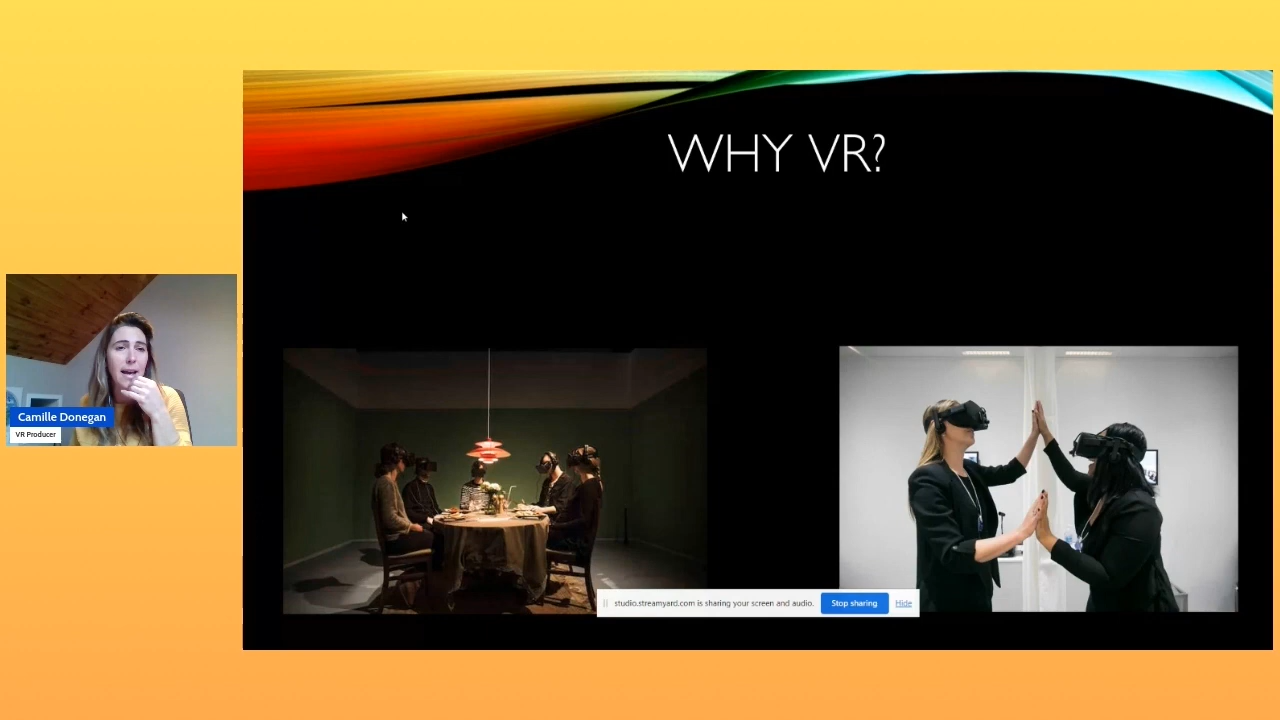 WHY VR?
Camille Donegan
VR Producer
studio.streamyard.com is sharing your screen and audio. Stop sharing Hide